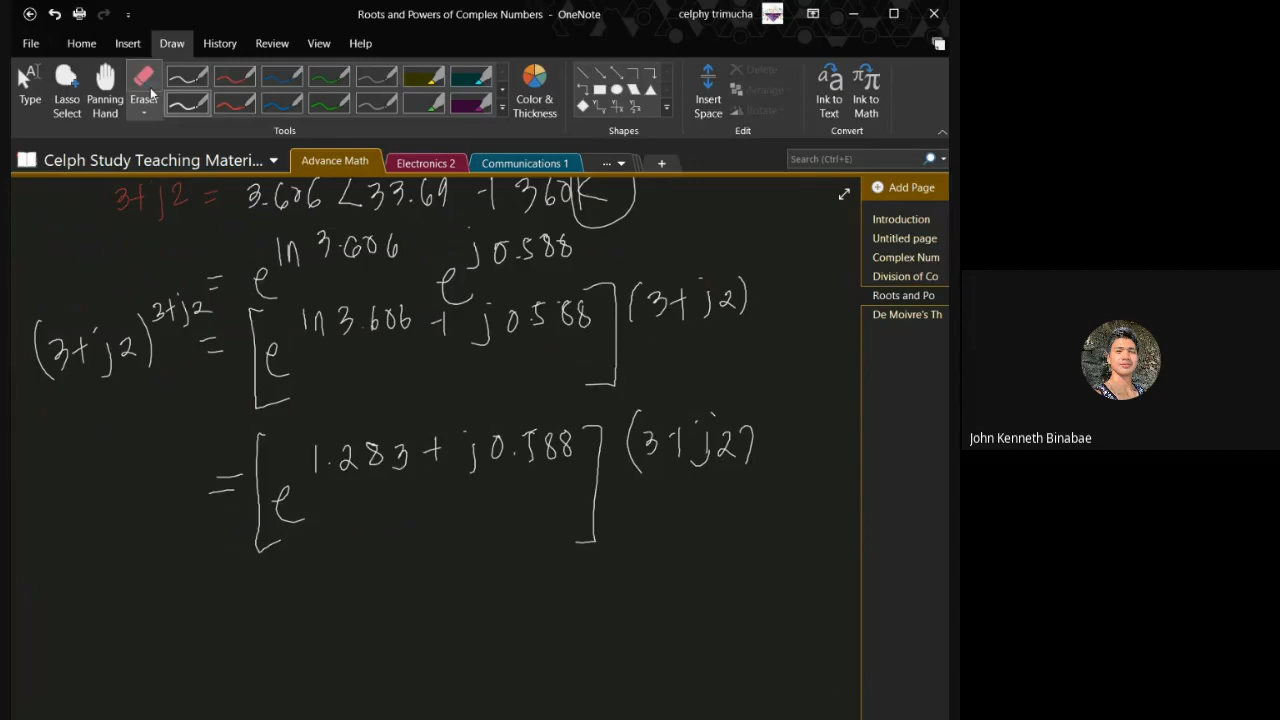 Roots and Powers of Complex Numbers - OneNote
celphy trimucha
File Home Insert Draw History Review View Help
Type
Lasso Select
Panning Hand
Eraser
Color & Thickness
Insert Space
Delete
Arrange
Rotate
Ink to Text
Ink to Math
Tools
Shapes
Edit
Convert
Celph Study Teaching Materi...
Advance Math
Electronics 2
Communications 1
...
Search (Ctrl+E)
Add Page
Introduction
Untitled page
Complex Num
Division of Co
Roots and Po
De Moivre's Th
3+j2 = 3.606 ∠33.69 + 360K
= e^{ln 3.606} e^{j0.588}
(3+j2)^{3+j2} = [e^{ln 3.606 + j0.588}]^{(3+j2)}
= [e^{1.283 + j0.588}]^{(3+j2)}
John Kenneth Binabae